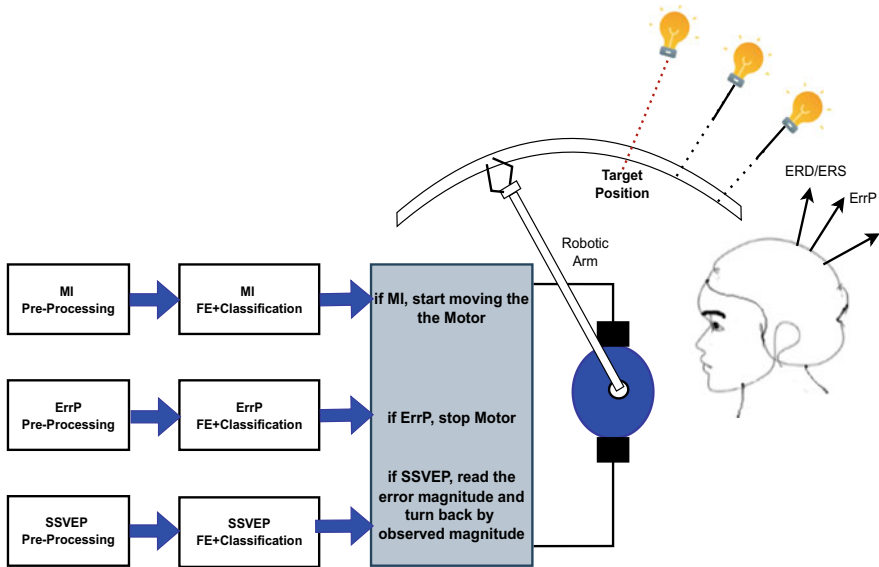 ERD/ERS
ErrP
Target
Position
Robotic
Arm
MI
Pre-Processing
MI
FE+Classification
if MI, start moving the
the Motor
ErrP
Pre-Processing
ErrP
FE+Classification
if ErrP, stop Motor
SSVEP
Pre-Processing
SSVEP
FE+Classification
if SSVEP, read the
error magnitude and
turn back by
observed magnitude